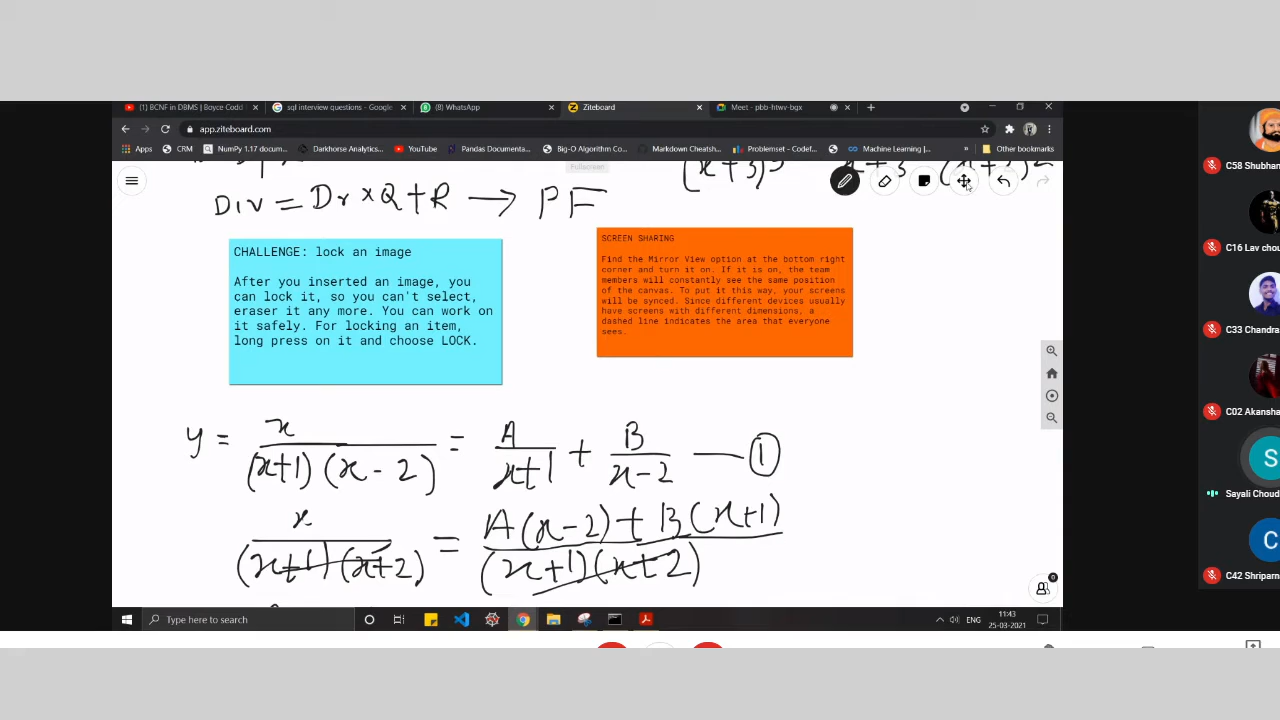 (1) BCNF in DBMS | Boyce Codd
sql interview questions - Google
(8) WhatsApp
Ziteboard
Meet - pbb-htwv-bgx
app.ziteboard.com
Apps
CRM
NumPy 1.17 docum...
Darkhorse Analytics...
YouTube
Pandas Documenta...
Big-O Algorithm Co...
Markdown Cheatsh...
Problemset - Codef...
Machine Learning |...
»
Other bookmarks
Fullscreen
Div = Dr × Q + R → PF
CHALLENGE: lock an image
After you inserted an image, you
can lock it, so you can't select,
eraser it any more. You can work on
it safely. For locking an item,
long press on it and choose LOCK.
SCREEN SHARING
Find the Mirror View option at the bottom right
corner and turn it on. If it is on, the team
members will constantly see the same position
of the canvas. To put it this way, your screens
will be synced. Since different devices usually
have screens with different dimensions, a
dashed line indicates the area that everyone
sees.
y = x / (x+1)(x-2) = A / x+1 + B / x-2 — ①
x / (x+1)(x+2) = A(x-2) + B(x+1) / (x+1)(x+2)
0
Type here to search
ENG
11:43
25-03-2021
C58 Shubham
C16 Lav chou
C33 Chandra
C02 Akansha
S
Sayali Choud
C
C42 Shripam